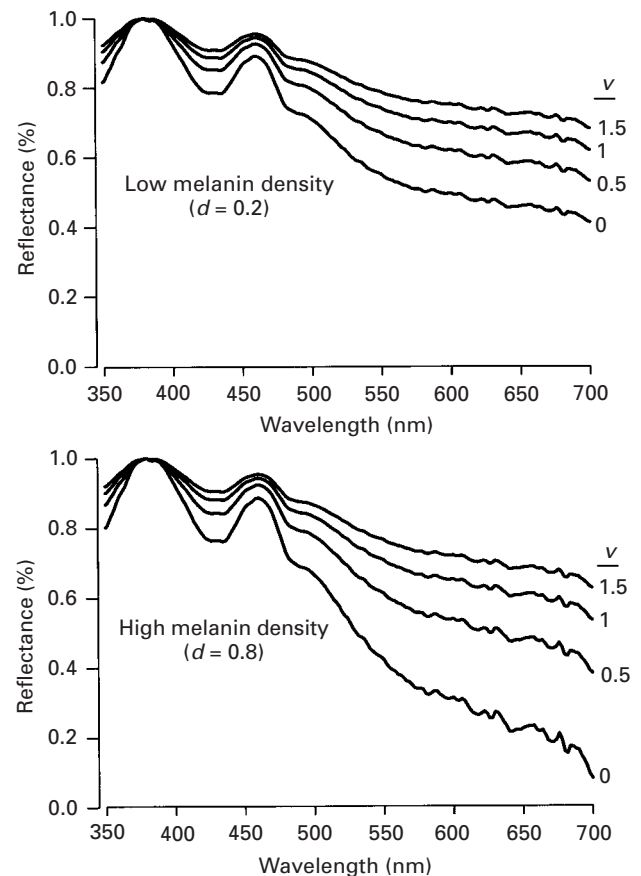 1.0
0.8
0.6
0.4
0.2
0.0
Reflectance (%)
Low melanin density
(d = 0.2)
v
1.5
1
0.5
0
350 400 450 500 550 600 650 700
Wavelength (nm)
1.0
0.8
0.6
0.4
0.2
0.0
Reflectance (%)
High melanin density
(d = 0.8)
v
1.5
1
0.5
0
350 400 450 500 550 600 650 700
Wavelength (nm)